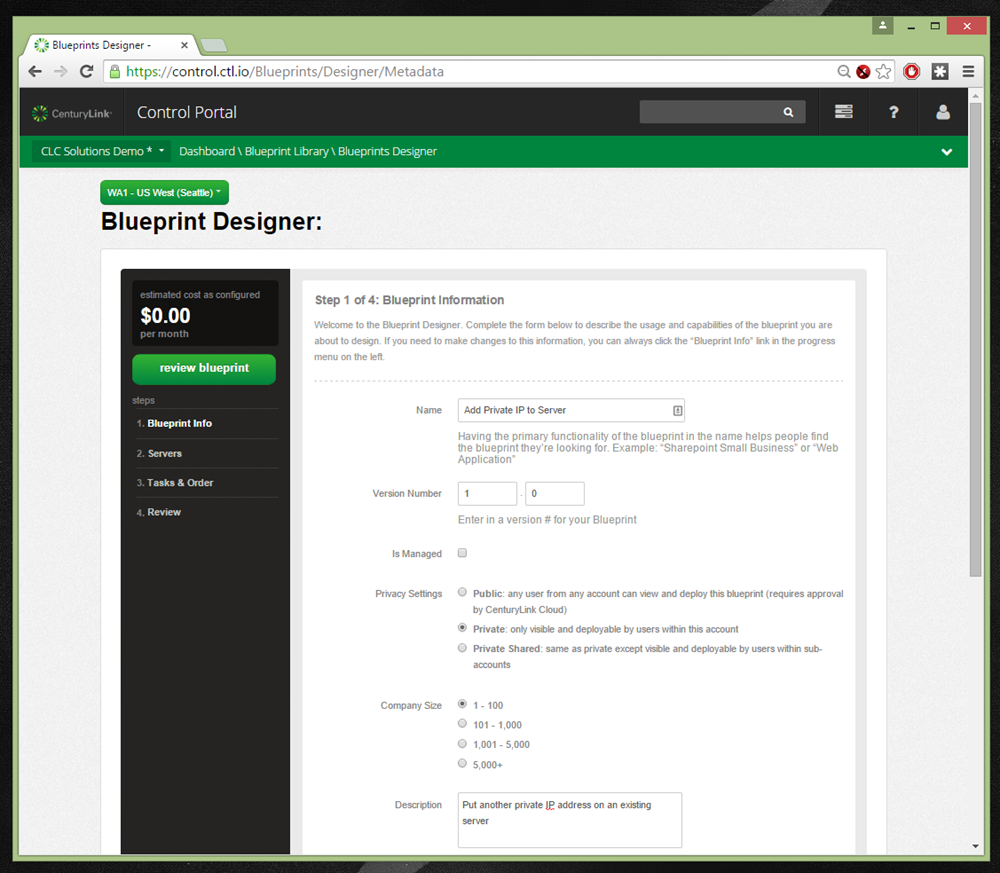 Blueprints Designer -
https://control.ctl.io/Blueprints/Designer/Metadata
CenturyLink
Control Portal
?
CLC Solutions Demo *
Dashboard \ Blueprint Library \ Blueprints Designer
WA1 - US West (Seattle)
Blueprint Designer:
estimated cost as configured
$0.00
per month
review blueprint
steps
1. Blueprint Info
2. Servers
3. Tasks & Order
4. Review
Step 1 of 4: Blueprint Information
Welcome to the Blueprint Designer. Complete the form below to describe the usage and capabilities of the blueprint you are
about to design. If you need to make changes to this information, you can always click the “Blueprint Info” link in the progress
menu on the left.
Name
Add Private IP to Server
Having the primary functionality of the blueprint in the name helps people find
the blueprint they’re looking for. Example: “Sharepoint Small Business” or “Web
Application”
Version Number
1 . 0
Enter in a version # for your Blueprint
Is Managed
Privacy Settings
Public: any user from any account can view and deploy this blueprint (requires approval
by CenturyLink Cloud)
Private: only visible and deployable by users within this account
Private Shared: same as private except visible and deployable by users within sub-
accounts
Company Size
1 - 100
101 - 1,000
1,001 - 5,000
5,000+
Description
Put another private IP address on an existing
server